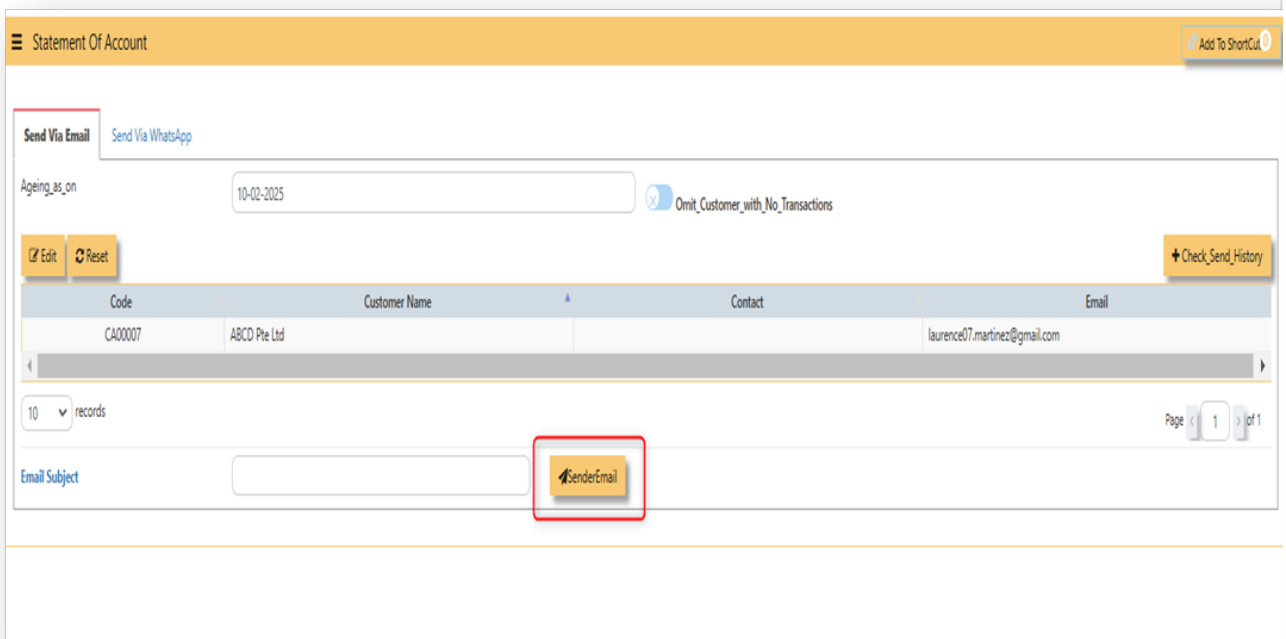 Statement Of Account
Add To ShortCut 0
Send Via Email Send Via WhatsApp
Ageing_as_on 10-02-2025 Omit_Customer_with_No_Transactions
Edit Reset +Check_Send_History
Code Customer Name Contact Email
CA00007 ABCD Pte Ltd laurence07.martinez@gmail.com
10 records Page < 1 > of 1
Email Subject SenderEmail